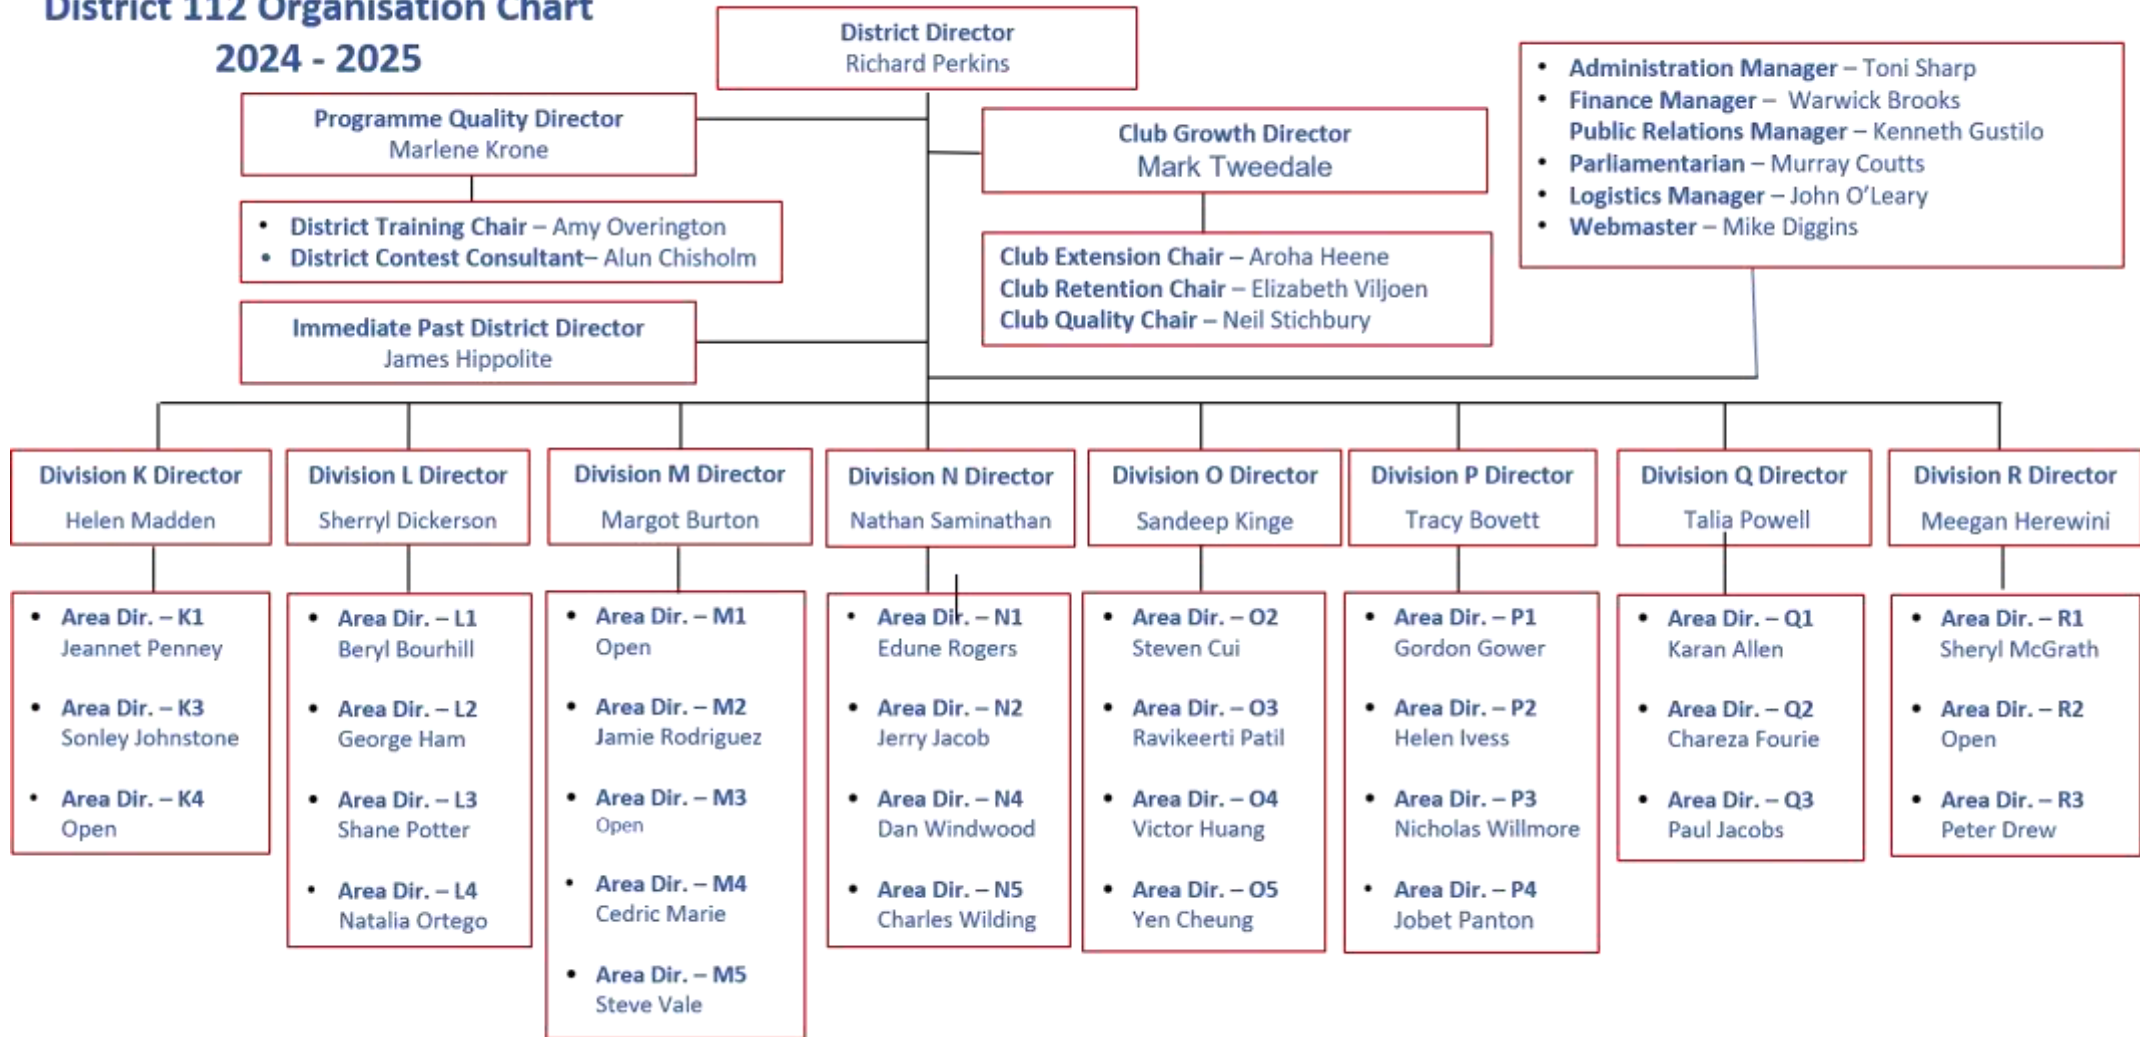 District 112 Organisation Chart
2024 - 2025
District Director
Richard Perkins
Programme Quality Director
Marlene Krone
• District Training Chair – Amy Overington
• District Contest Consultant– Alun Chisholm
Immediate Past District Director
James Hippolite
Club Growth Director
Mark Tweedale
Club Extension Chair – Aroha Heene
Club Retention Chair – Elizabeth Viljoen
Club Quality Chair – Neil Stichbury
• Administration Manager – Toni Sharp
• Finance Manager – Warwick Brooks
Public Relations Manager – Kenneth Gustilo
• Parliamentarian – Murray Coutts
• Logistics Manager – John O’Leary
• Webmaster – Mike Diggins
Division K Director
Helen Madden
• Area Dir. – K1
Jeannet Penney
• Area Dir. – K3
Sonley Johnstone
• Area Dir. – K4
Open
Division L Director
Sherryl Dickerson
• Area Dir. – L1
Beryl Bourhill
• Area Dir. – L2
George Ham
• Area Dir. – L3
Shane Potter
• Area Dir. – L4
Natalia Ortego
Division M Director
Margot Burton
• Area Dir. – M1
Open
• Area Dir. – M2
Jamie Rodriguez
• Area Dir. – M3
Open
• Area Dir. – M4
Cedric Marie
• Area Dir. – M5
Steve Vale
Division N Director
Nathan Saminathan
• Area Dir. – N1
Edune Rogers
• Area Dir. – N2
Jerry Jacob
• Area Dir. – N4
Dan Windwood
• Area Dir. – N5
Charles Wilding
Division O Director
Sandeep Kinge
• Area Dir. – O2
Steven Cui
• Area Dir. – O3
Ravikeerti Patil
• Area Dir. – O4
Victor Huang
• Area Dir. – O5
Yen Cheung
Division P Director
Tracy Bovett
• Area Dir. – P1
Gordon Gower
• Area Dir. – P2
Helen Ivess
• Area Dir. – P3
Nicholas Willmore
• Area Dir. – P4
Jobet Panton
Division Q Director
Talia Powell
• Area Dir. – Q1
Karan Allen
• Area Dir. – Q2
Chareza Fourie
• Area Dir. – Q3
Paul Jacobs
Division R Director
Meegan Herewini
• Area Dir. – R1
Sheryl McGrath
• Area Dir. – R2
Open
• Area Dir. – R3
Peter Drew